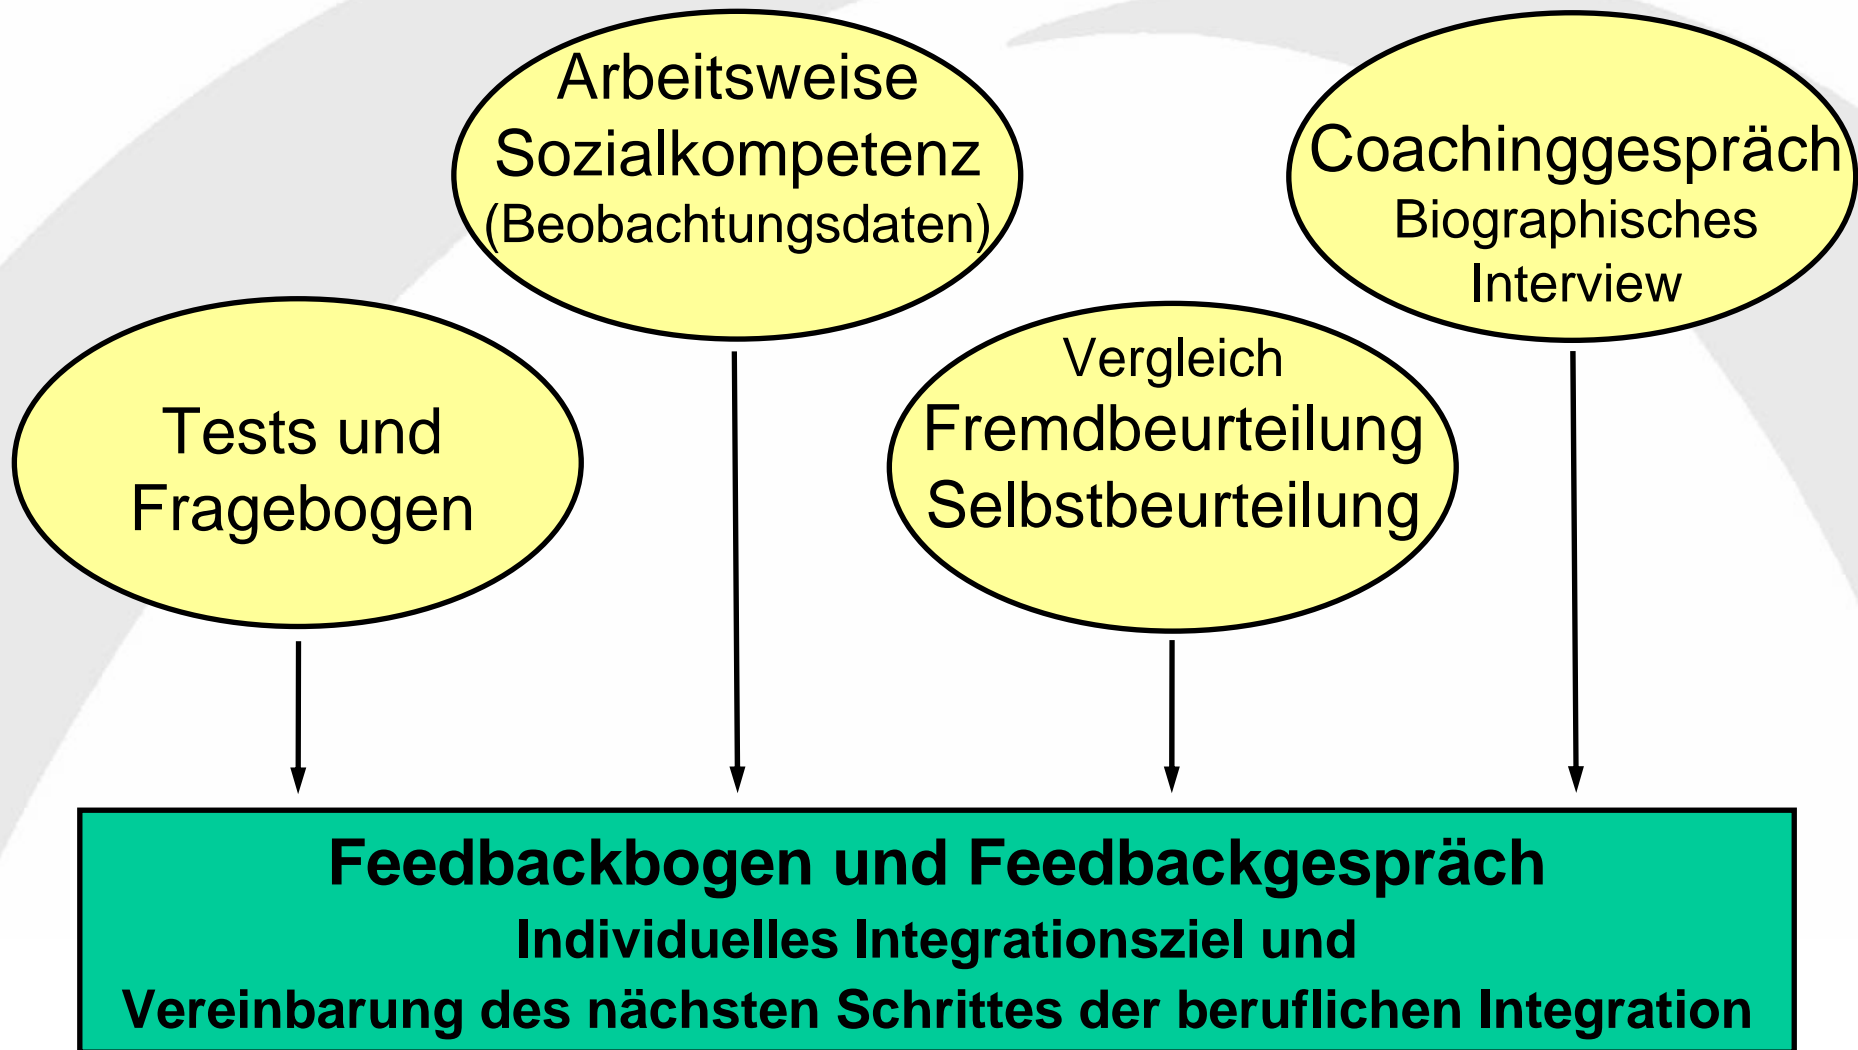 Arbeitsweise
Sozialkompetenz
(Beobachtungsdaten)
Coachinggespräch
Biographisches
Interview
Tests und
Fragebogen
Vergleich
Fremdbeurteilung
Selbstbeurteilung
Feedbackbogen und Feedbackgespräch
Individuelles Integrationsziel und
Vereinbarung des nächsten Schrittes der beruflichen Integration